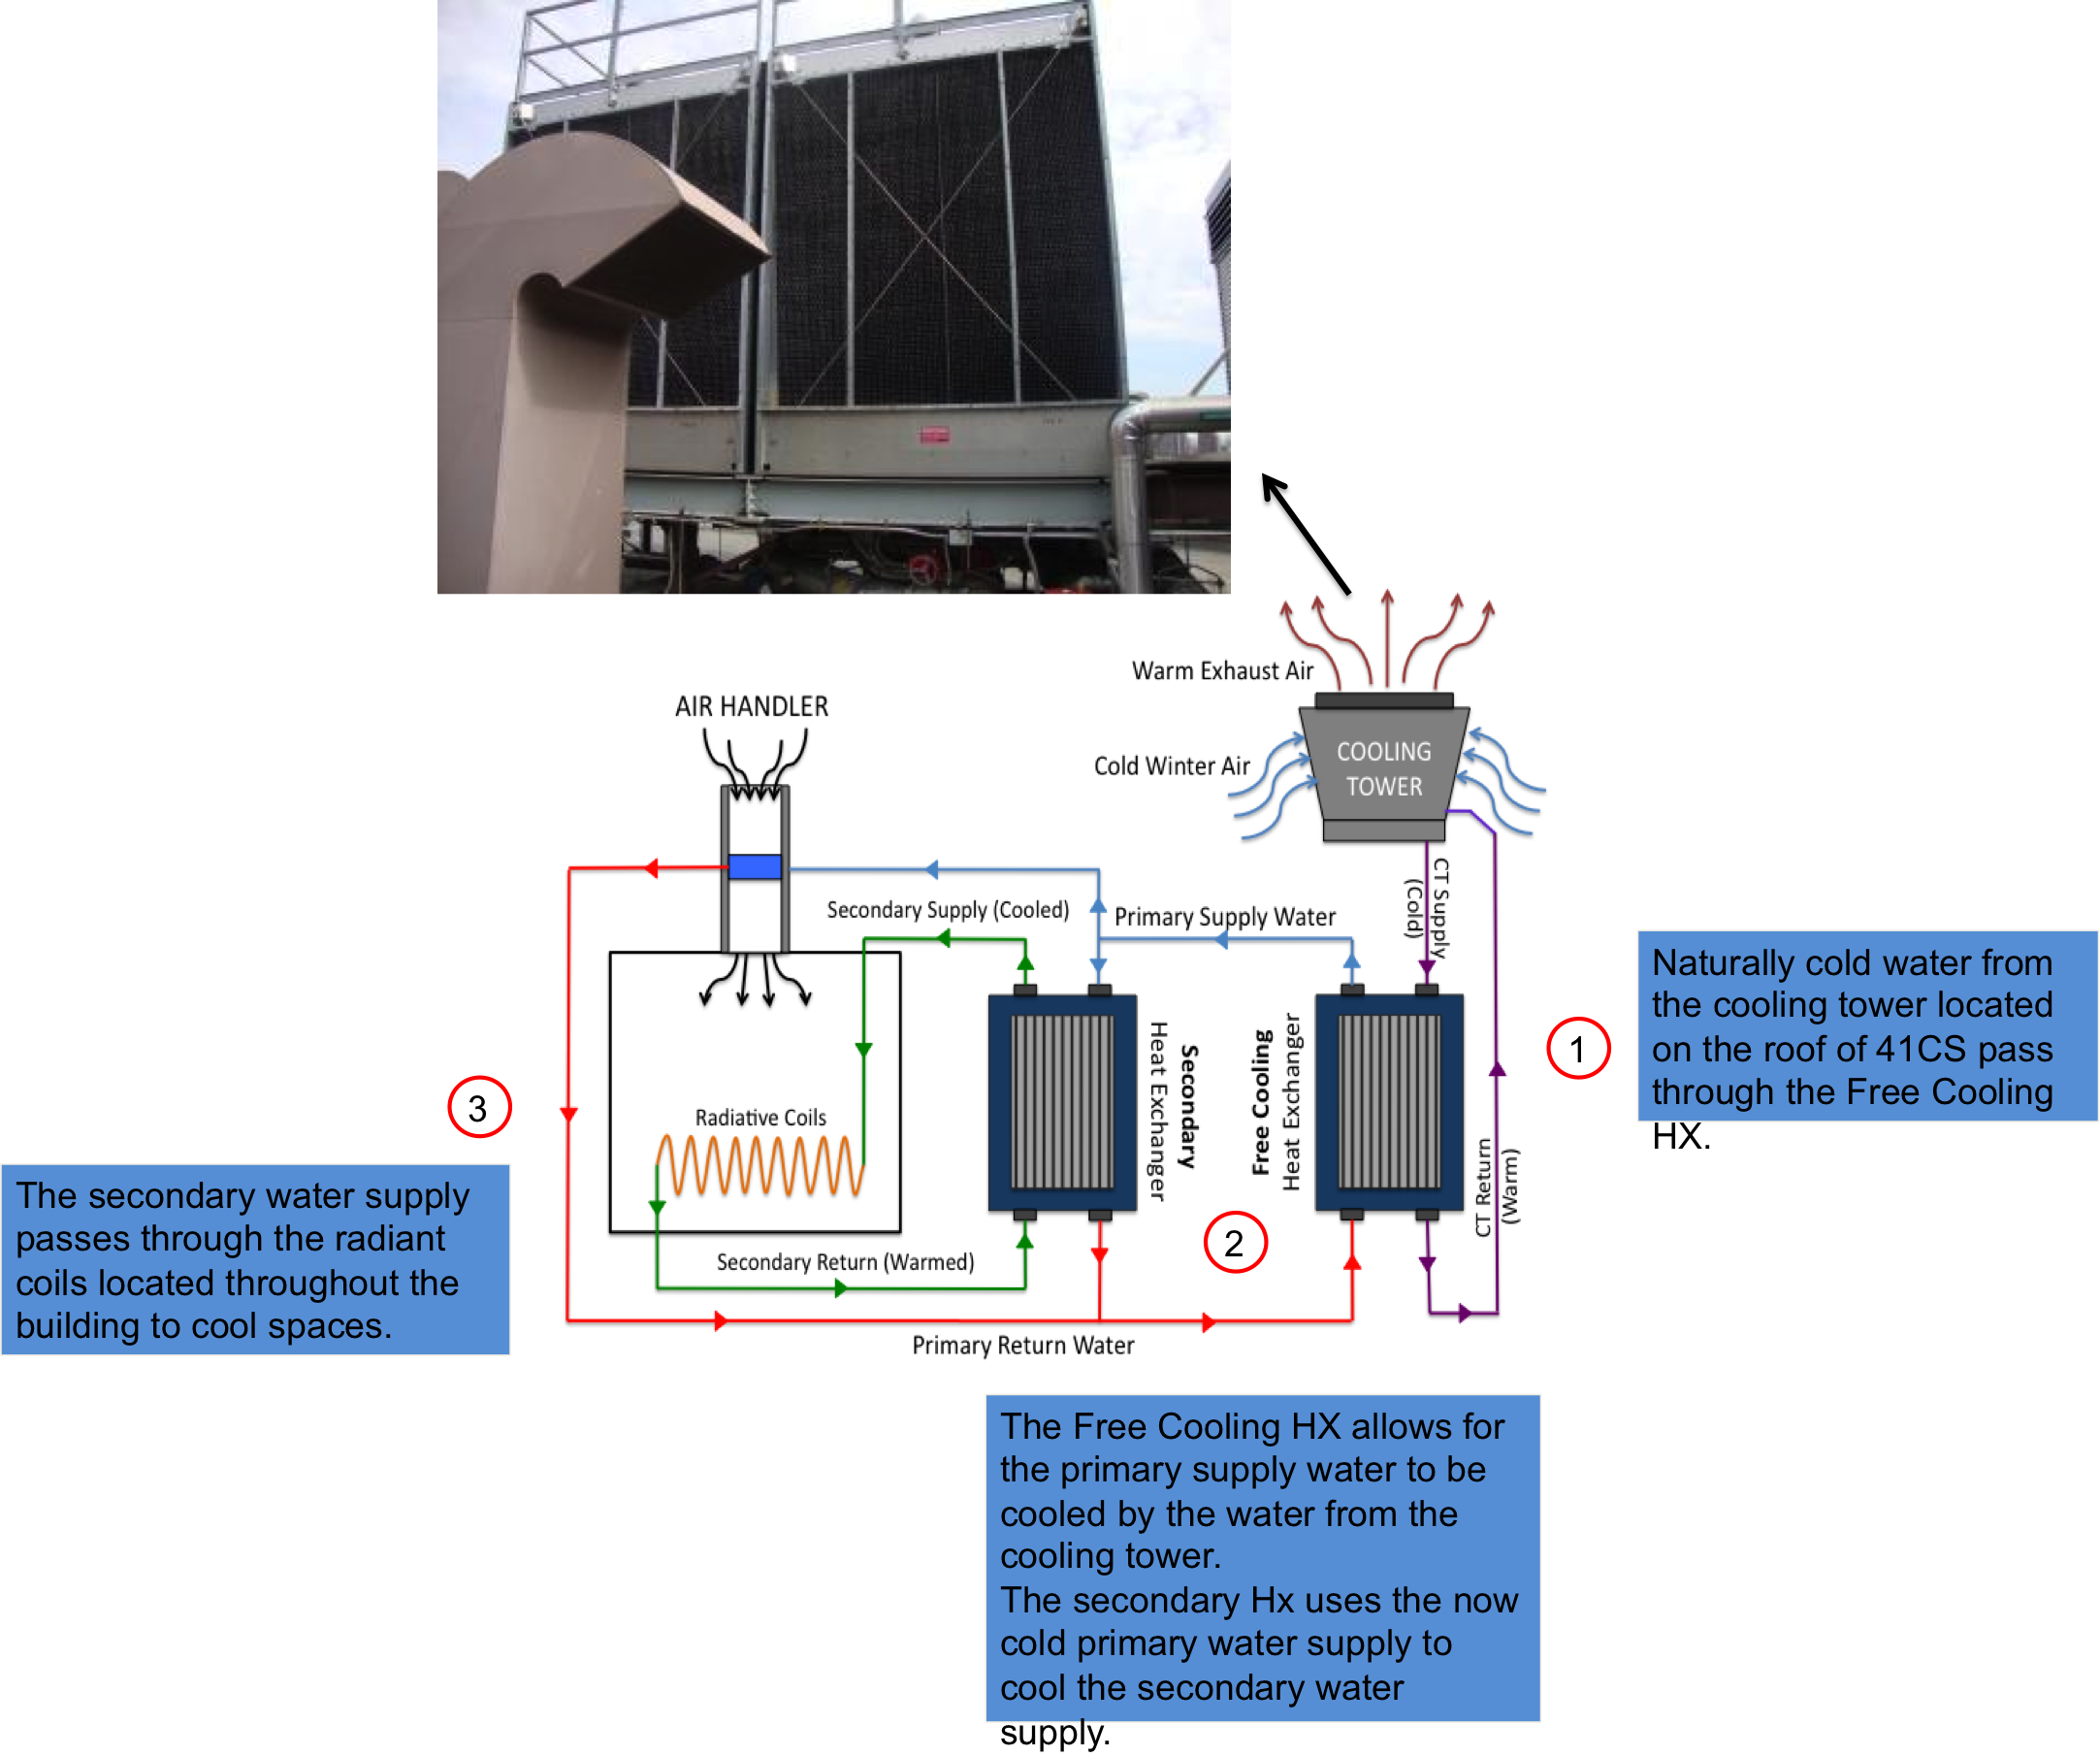 Warm Exhaust Air
AIR HANDLER
COOLING
TOWER
Cold Winter Air
CT Supply
(Cold)
Secondary Supply (Cooled)
Primary Supply Water
Naturally cold water from
the cooling tower located
on the roof of 41CS pass
through the Free Cooling
HX.
1
Secondary
Heat Exchanger
Free Cooling
Heat Exchanger
3
Radiative Coils
CT Return
(Warm)
The secondary water supply
passes through the radiant
coils located throughout the
building to cool spaces.
2
Secondary Return (Warmed)
Primary Return Water
The Free Cooling HX allows for
the primary supply water to be
cooled by the water from the
cooling tower.
The secondary Hx uses the now
cold primary water supply to
cool the secondary water
supply.